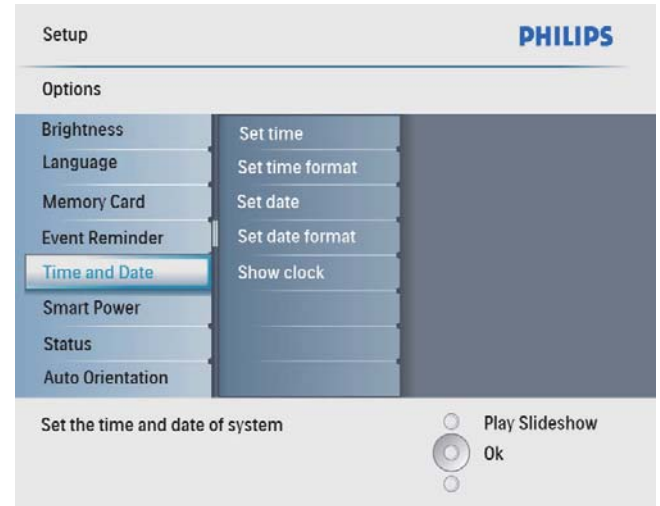 Setup
PHILIPS
Options
Brightness
Language
Memory Card
Event Reminder
Time and Date
Smart Power
Status
Auto Orientation
Set time
Set time format
Set date
Set date format
Show clock
Set the time and date of system
Play Slideshow
Ok